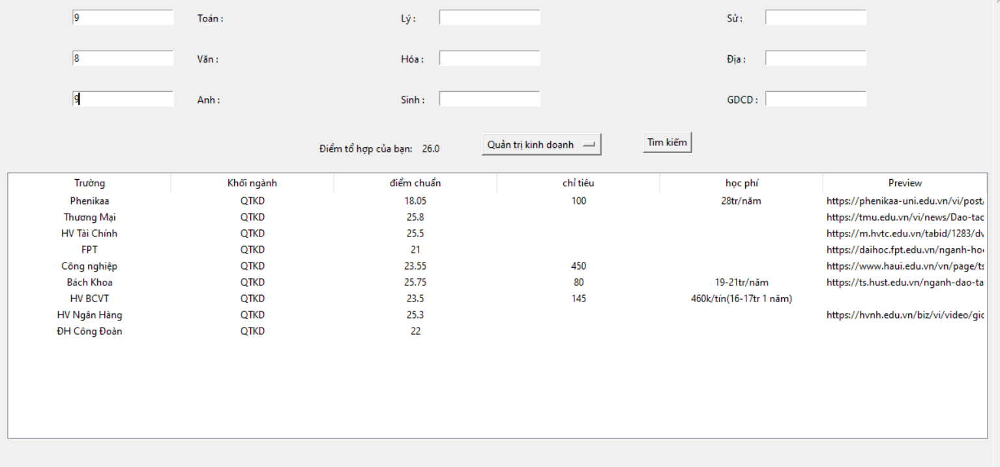 9 Toán : Lý : Sử :
8 Văn : Hóa : Địa :
9 Anh : Sinh : GDCD :
Điểm tổ hợp của bạn: 26.0 Quản trị kinh doanh Tìm kiếm
Trường Khối ngành điểm chuẩn chỉ tiêu học phí Preview
Phenikaa QTKD 18.05 100 28tr/năm https://phenikaa-uni.edu.vn/vi/post/
Thương Mại QTKD 25.8 https://tmu.edu.vn/vi/news/Dao-tac
HV Tài Chính QTKD 25.5 https://m.hvtc.edu.vn/tabid/1283/dv
FPT QTKD 21 https://daihoc.fpt.edu.vn/nganh-ho
Công nghiệp QTKD 23.55 450 https://www.haui.edu.vn/vn/page/ts
Bách Khoa QTKD 25.75 80 19-21tr/năm https://ts.hust.edu.vn/nganh-dao-ta
HV BCVT QTKD 23.5 145 460k/tín(16-17tr 1 năm)
HV Ngân Hàng QTKD 25.3 https://hvnh.edu.vn/biz/vi/video/gic
ĐH Công Đoàn QTKD 22